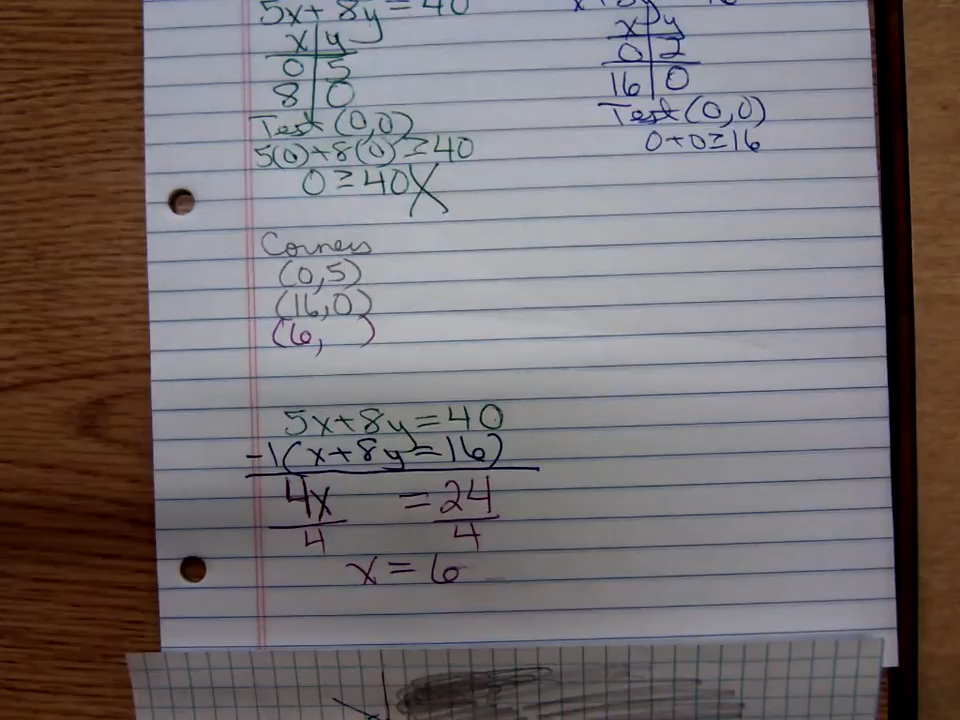 5x+8y=40
x | y
0 | 5
8 | 0
Test (0,0)
5(0)+8(0)≥40
0≥40X
x | y
0 | 2
16 | 0
Test (0,0)
0+0≥16
Corners
(0,5)
(16,0)
(6, )
5x+8y=40
-1(x+8y=16)
4x =24
4 4
x=6